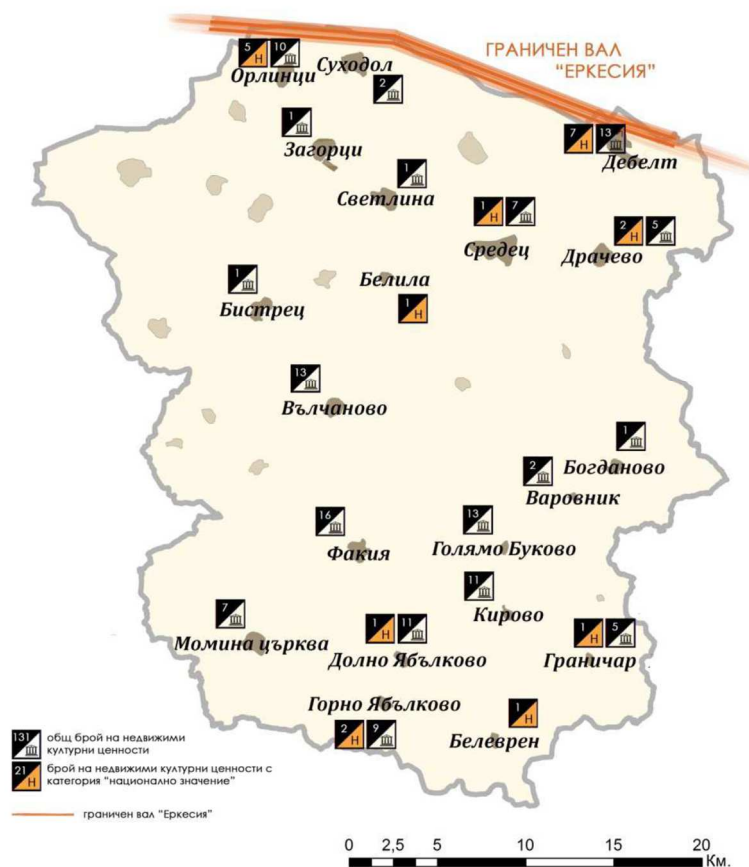 ГРАНИЧЕН ВАЛ
"ЕРКЕСИЯ"
5 Н 10
Орлинци
Суходол
2
1
Загорци
7 Н 13
Дебелт
1
Светлина
1 Н 7
Средец
2 Н 5
Драчево
1
Бистрец
Белила
1 Н
13
Вълчаново
1
Богданово
2
Варовник
16
Факия
13
Голямо Буково
11
Кирово
7
Момина църква
1 Н 11
Долно Ябълково
1 Н 5
Граничар
Горно Ябълково
2 Н 9
1 Н
Белеврен
131 общ брой на недвижими
културни ценности
21 Н брой на недвижими културни ценности с
категория "национално значение"
граничен вал "Еркесия"
0 2,5 5 10 15 20
Км.